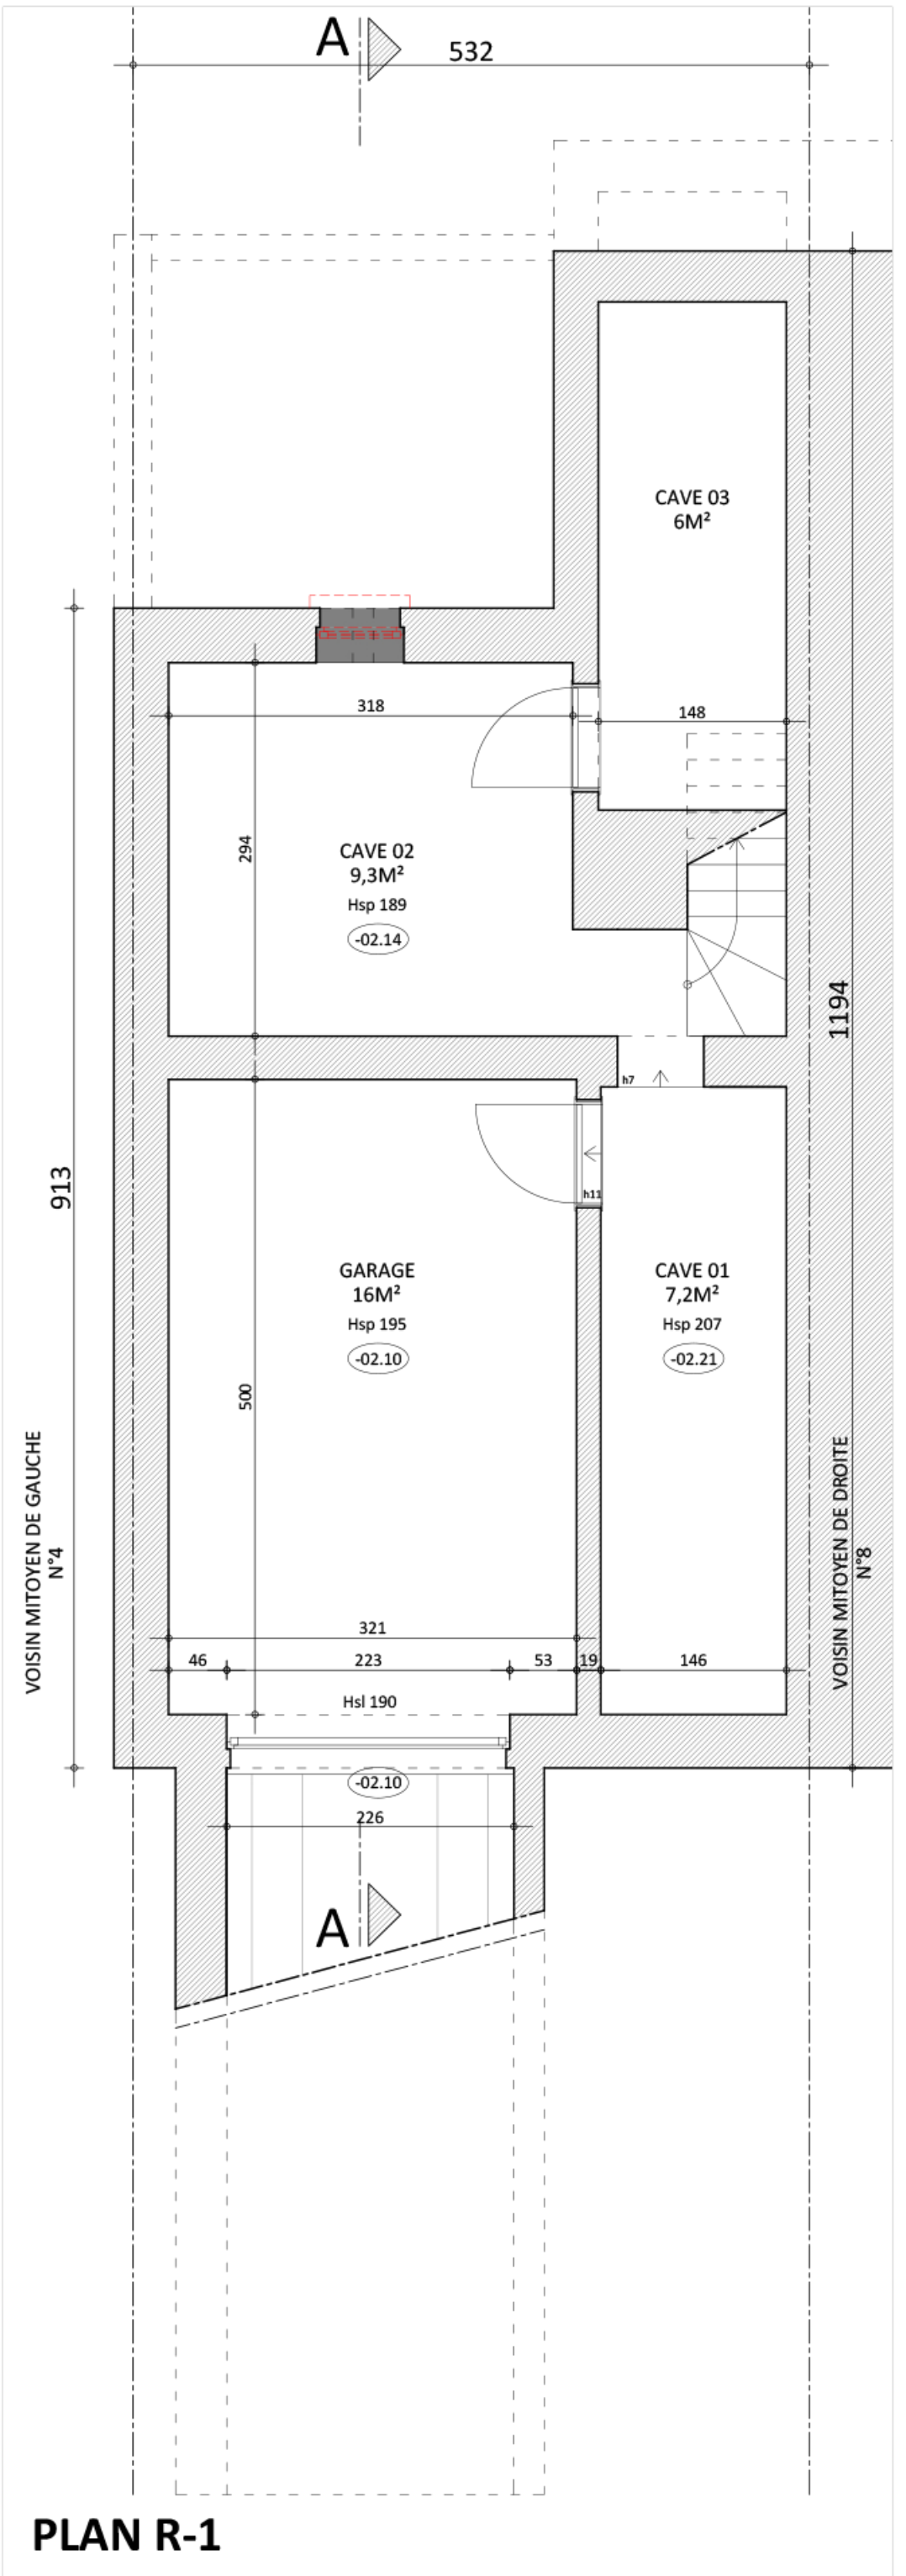 A
532
CAVE 03
6M²
318
148
294
CAVE 02
9,3M²
Hsp 189
-02.14
1194
h7
913
h11
GARAGE
16M²
Hsp 195
-02.10
CAVE 01
7,2M²
Hsp 207
-02.21
500
VOISIN MITOYEN DE GAUCHE
N°4
VOISIN MITOYEN DE DROITE
N°8
321
46
223
53
19
146
Hsl 190
-02.10
226
A
PLAN R-1